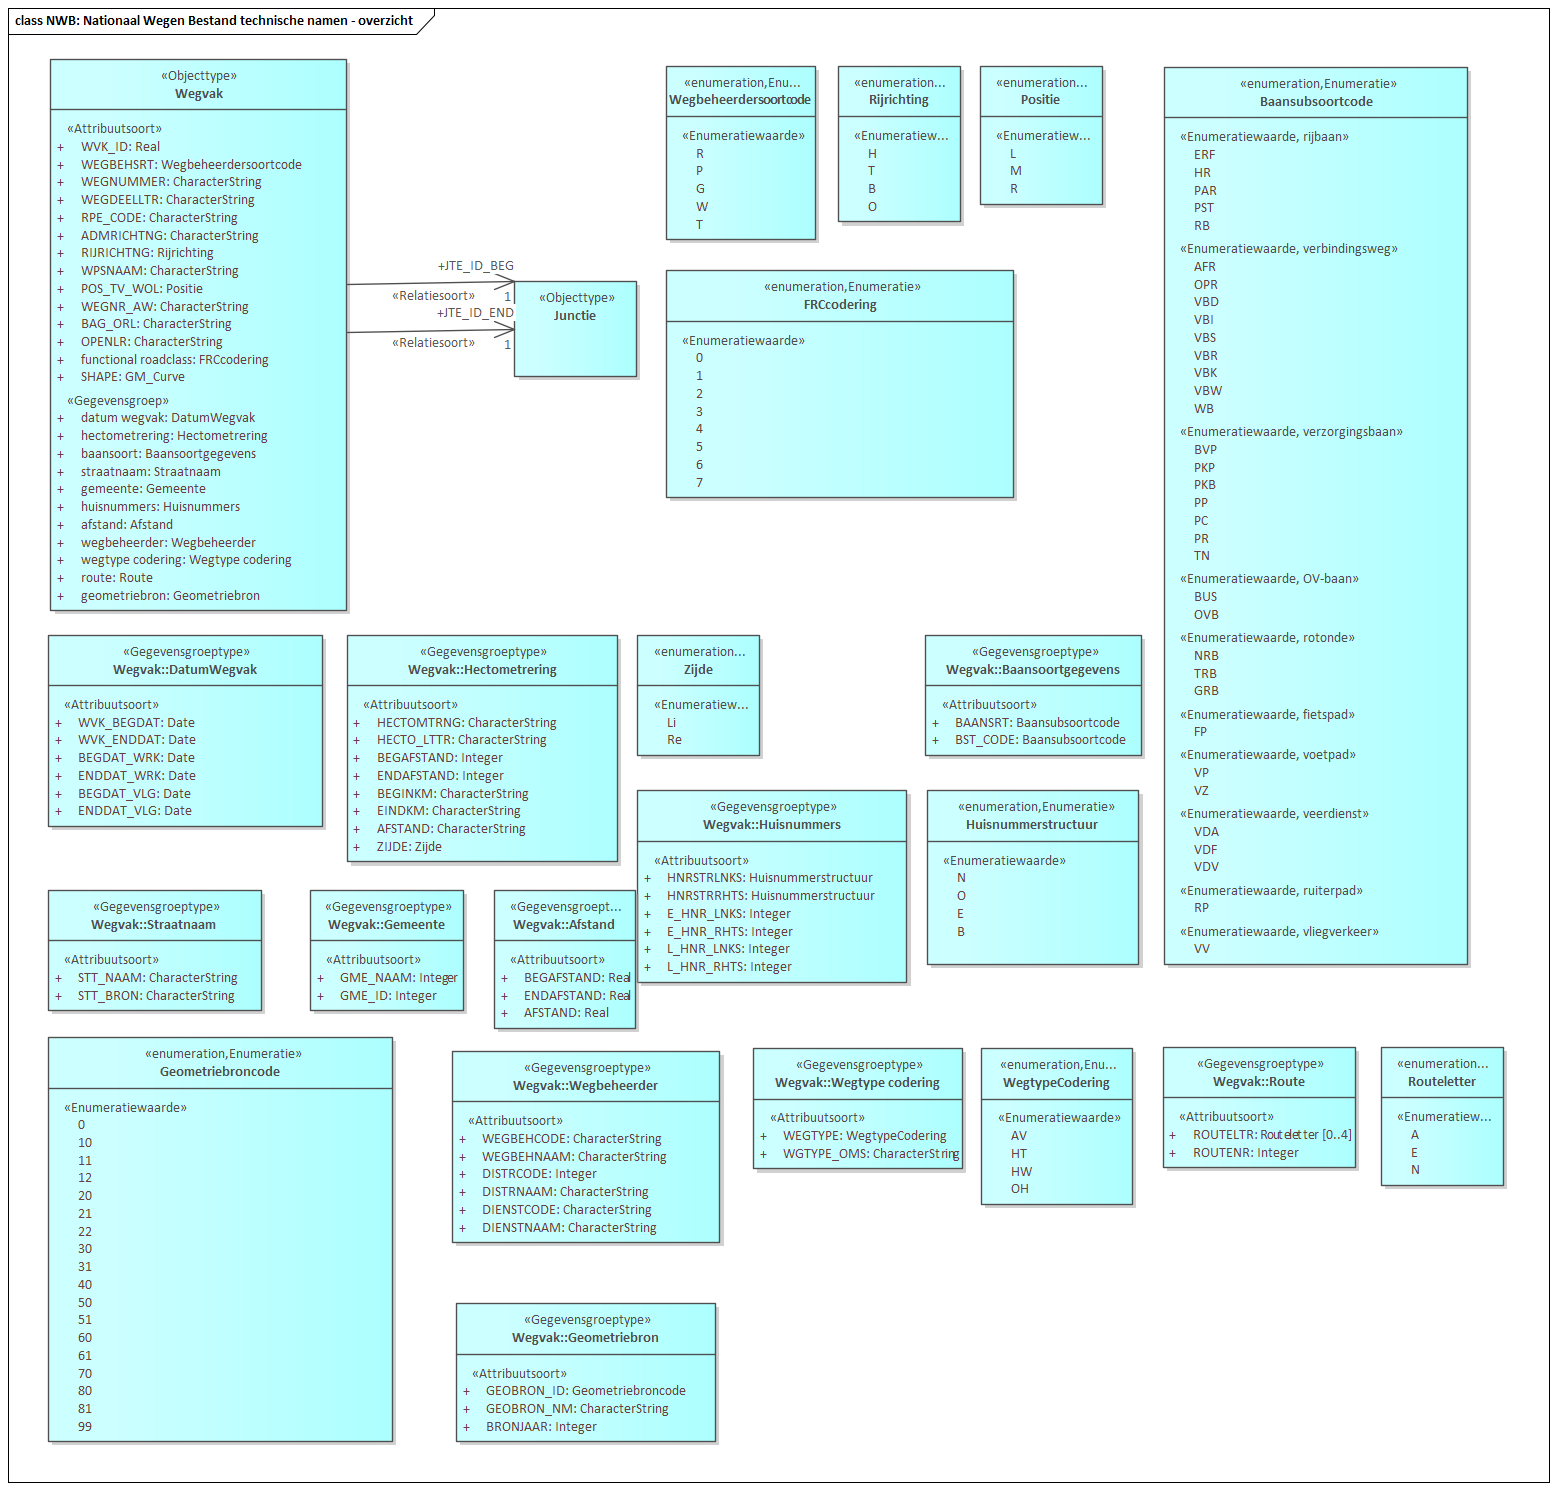 class NWB: Nationaal Wegen Bestand technische namen - overzicht
«Objecttype»
Wegvak
«Attribuutsoort»
+ WVK_ID: Real
+ WEGBEHSRT: Wegbeheerdersoortcode
+ WEGNUMMER: CharacterString
+ WEGDEELLTR: CharacterString
+ RPE_CODE: CharacterString
+ ADMRICHTNG: CharacterString
+ RIJRICHTNG: Rijrichting
+ WPSNAAM: CharacterString
+ POS_TV_WOL: Positie
+ WEGNR_AW: CharacterString
+ BAG_ORL: CharacterString
+ OPENLR: CharacterString
+ functional roadclass: FRCcodering
+ SHAPE: GM_Curve
«Gegevensgroep»
+ datum wegvak: DatumWegvak
+ hectometrering: Hectometrering
+ baansoort: Baansoortgegevens
+ straatnaam: Straatnaam
+ gemeente: Gemeente
+ huisnummers: Huisnummers
+ afstand: Afstand
+ wegbeheerder: Wegbeheerder
+ wegtype codering: Wegtype codering
+ route: Route
+ geometriebron: Geometriebron
+JTE_ID_BEG
«Relatiesoort» 1
+JTE_ID_END
«Relatiesoort» 1
«Objecttype»
Junctie
«enumeration,Enu...
Wegbeheerdersoortcode
«Enumeratiewaarde»
R
P
G
W
T
«enumeration...
Rijrichting
«Enumeratiew...
H
T
B
O
«enumeration...
Positie
«Enumeratiew...
L
M
R
«enumeration,Enumeratie»
FRCcodering
«Enumeratiewaarde»
0
1
2
3
4
5
6
7
«enumeration,Enumeratie»
Baansubsoortcode
«Enumeratiewaarde, rijbaan»
ERF
HR
PAR
PST
RB
«Enumeratiewaarde, verbindingsweg»
AFR
OPR
VBD
VBI
VBS
VBR
VBK
VBW
WB
«Enumeratiewaarde, verzorgingsbaan»
BVP
PKP
PKB
PP
PC
PR
TN
«Enumeratiewaarde, OV-baan»
BUS
OVB
«Enumeratiewaarde, rotonde»
NRB
TRB
GRB
«Enumeratiewaarde, fietspad»
FP
«Enumeratiewaarde, voetpad»
VP
VZ
«Enumeratiewaarde, veerdienst»
VDA
VDF
VDV
«Enumeratiewaarde, ruiterpad»
RP
«Enumeratiewaarde, vliegverkeer»
VV
«Gegevensgroeptype»
Wegvak::DatumWegvak
«Attribuutsoort»
+ WVK_BEGDAT: Date
+ WVK_ENDDAT: Date
+ BEGDAT_WRK: Date
+ ENDDAT_WRK: Date
+ BEGDAT_VLG: Date
+ ENDDAT_VLG: Date
«Gegevensgroeptype»
Wegvak::Hectometrering
«Attribuutsoort»
+ HECTOMTRNG: CharacterString
+ HECTO_LTTR: CharacterString
+ BEGAFSTAND: Integer
+ ENDAFSTAND: Integer
+ BEGINKM: CharacterString
+ EINDKM: CharacterString
+ AFSTAND: CharacterString
+ ZIJDE: Zijde
«enumeration...
Zijde
«Enumeratiew...
Li
Re
«Gegevensgroeptype»
Wegvak::Baansoortgegevens
«Attribuutsoort»
+ BAANSRT: Baansubsoortcode
+ BST_CODE: Baansubsoortcode
«Gegevensgroeptype»
Wegvak::Huisnummers
«Attribuutsoort»
+ HNRSTRLNKS: Huisnummerstructuur
+ HNRSTRRHTS: Huisnummerstructuur
+ E_HNR_LNKS: Integer
+ E_HNR_RHTS: Integer
+ L_HNR_LNKS: Integer
+ L_HNR_RHTS: Integer
«enumeration,Enumeratie»
Huisnummerstructuur
«Enumeratiewaarde»
N
O
E
B
«Gegevensgroeptype»
Wegvak::Straatnaam
«Attribuutsoort»
+ STT_NAAM: CharacterString
+ STT_BRON: CharacterString
«Gegevensgroeptype»
Wegvak::Gemeente
«Attribuutsoort»
+ GME_NAAM: Integer
+ GME_ID: Integer
«Gegevensgroept...
Wegvak::Afstand
«Attribuutsoort»
+ BEGAFSTAND: Real
+ ENDAFSTAND: Real
+ AFSTAND: Real
«enumeration,Enumeratie»
Geometriebroncode
«Enumeratiewaarde»
0
10
11
12
20
21
22
30
31
40
50
51
60
61
70
80
81
99
«Gegevensgroeptype»
Wegvak::Wegbeheerder
«Attribuutsoort»
+ WEGBEHCODE: CharacterString
+ WEGBEHNAAM: CharacterString
+ DISTRCODE: Integer
+ DISTRNAAM: CharacterString
+ DIENSTCODE: CharacterString
+ DIENSTNAAM: CharacterString
«Gegevensgroeptype»
Wegvak::Wegtype codering
«Attribuutsoort»
+ WEGTYPE: WegtypeCodering
+ WGTYPE_OMS: CharacterString
«enumeration,Enu...
WegtypeCodering
«Enumeratiewaarde»
AV
HT
HW
OH
«Gegevensgroeptype»
Wegvak::Route
«Attribuutsoort»
+ ROUTELTR: Routeletter [0..4]
+ ROUTENR: Integer
«enumeration...
Routeletter
«Enumeratiew...
A
E
N
«Gegevensgroeptype»
Wegvak::Geometriebron
«Attribuutsoort»
+ GEOBRON_ID: Geometriebroncode
+ GEOBRON_NM: CharacterString
+ BRONJAAR: Integer